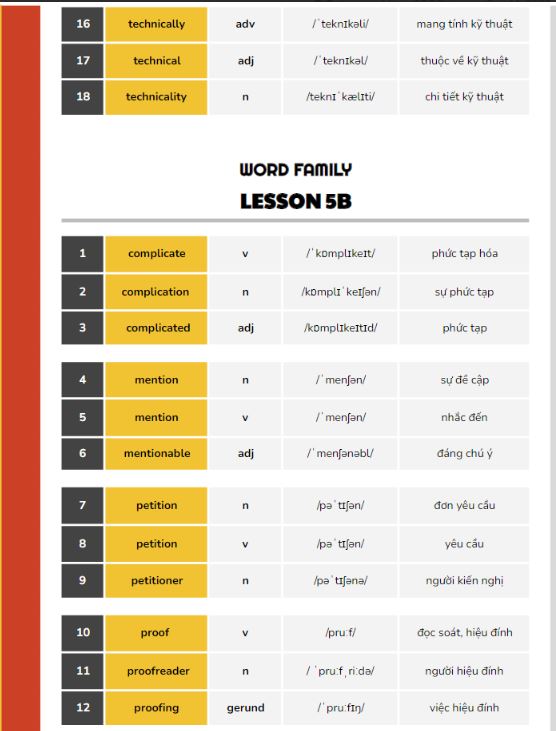 16 technically adv /ˈteknɪkəli/ mang tính kỹ thuật
17 technical adj /ˈteknɪkəl/ thuộc về kỹ thuật
18 technicality n /teknɪˈkælɪti/ chi tiết kỹ thuật
WORD FAMILY
LESSON 5B
1 complicate v /ˈkɒmplɪkeɪt/ phức tạp hóa
2 complication n /kɒmplɪˈkeɪʃən/ sự phức tạp
3 complicated adj /kɒmplɪkeɪtɪd/ phức tạp
4 mention n /ˈmenʃən/ sự đề cập
5 mention v /ˈmenʃən/ nhắc đến
6 mentionable adj /ˈmenʃənəbl/ đáng chú ý
7 petition n /pəˈtɪʃən/ đơn yêu cầu
8 petition v /pəˈtɪʃən/ yêu cầu
9 petitioner n /pəˈtɪʃənə/ người kiến nghị
10 proof v /pruːf/ đọc soát, hiệu đính
11 proofreader n /ˈpruːfˌriːdə/ người hiệu đính
12 proofing gerund /ˈpruːfɪŋ/ việc hiệu đính